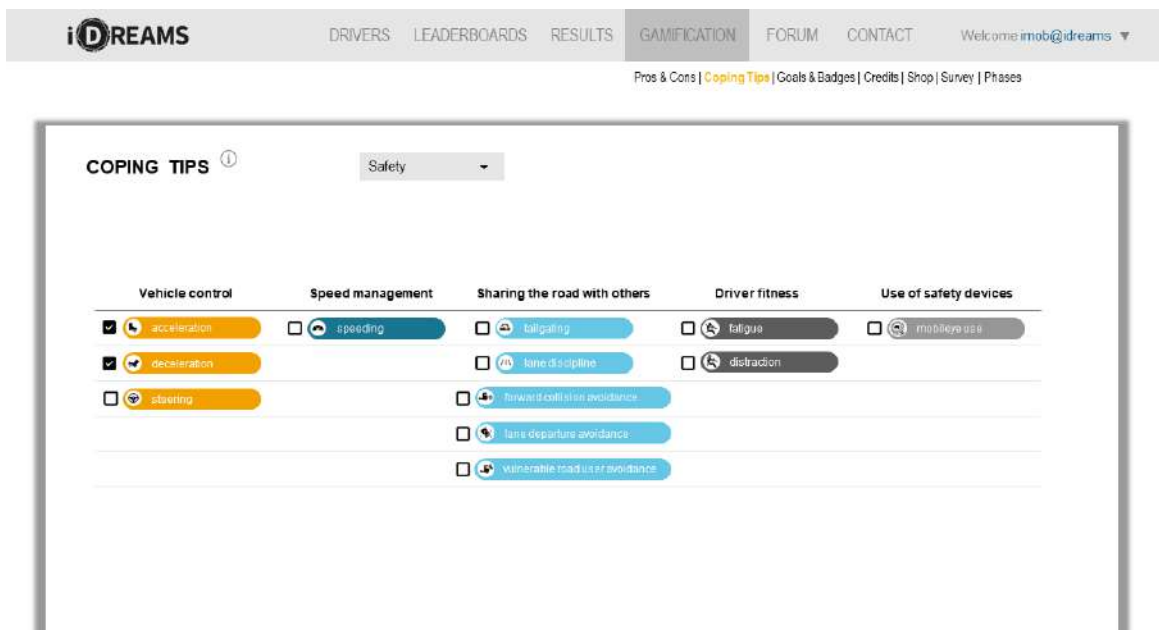 iDREAMS DRIVERS LEADERBOARDS RESULTS GAMIFICATION FORUM CONTACT Welcome imob@idreams
Pros & Cons | Coping Tips | Goals & Badges | Credits | Shop | Survey | Phases
COPING TIPS i Safety
Vehicle control Speed management Sharing the road with others Driver fitness Use of safety devices
acceleration speeding tailgating fatigue mobileye use
deceleration lane discipline distraction
steering forward collision avoidance
lane departure avoidance
vulnerable road user avoidance